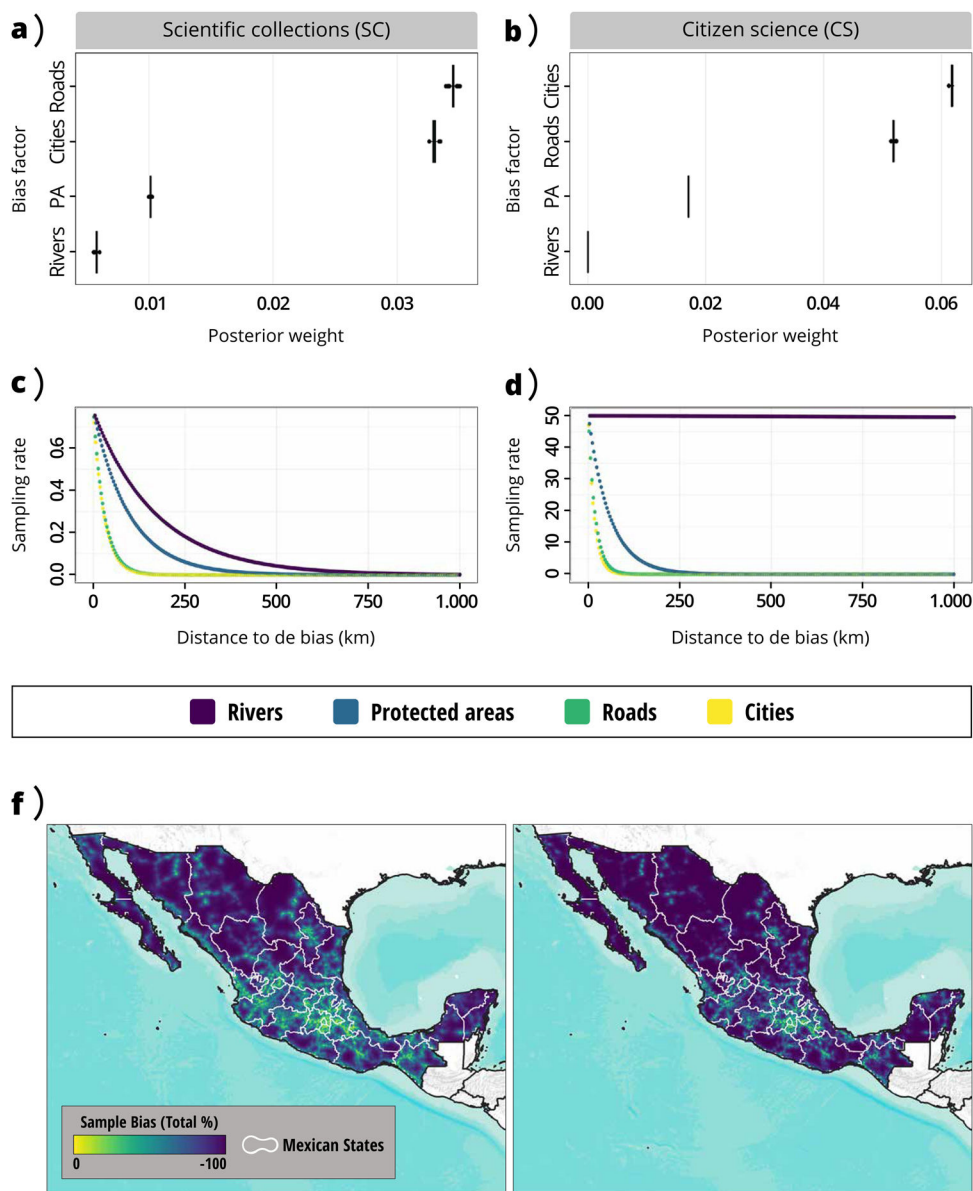 a)
Scientific collections (SC)
b)
Citizen science (CS)
Bias factor
Roads
Cities
PA
Rivers
0.01 0.02 0.03
Posterior weight
Bias factor
Cities
Roads
PA
Rivers
0.00 0.02 0.04 0.06
Posterior weight
c)
Sampling rate
0.6
0.4
0.2
0.0
0 250 500 750 1.000
Distance to de bias (km)
d)
Sampling rate
50
40
30
20
10
0
0 250 500 750 1.000
Distance to de bias (km)
Rivers Protected areas Roads Cities
f)
Sample Bias (Total %)
0 -100
Mexican States